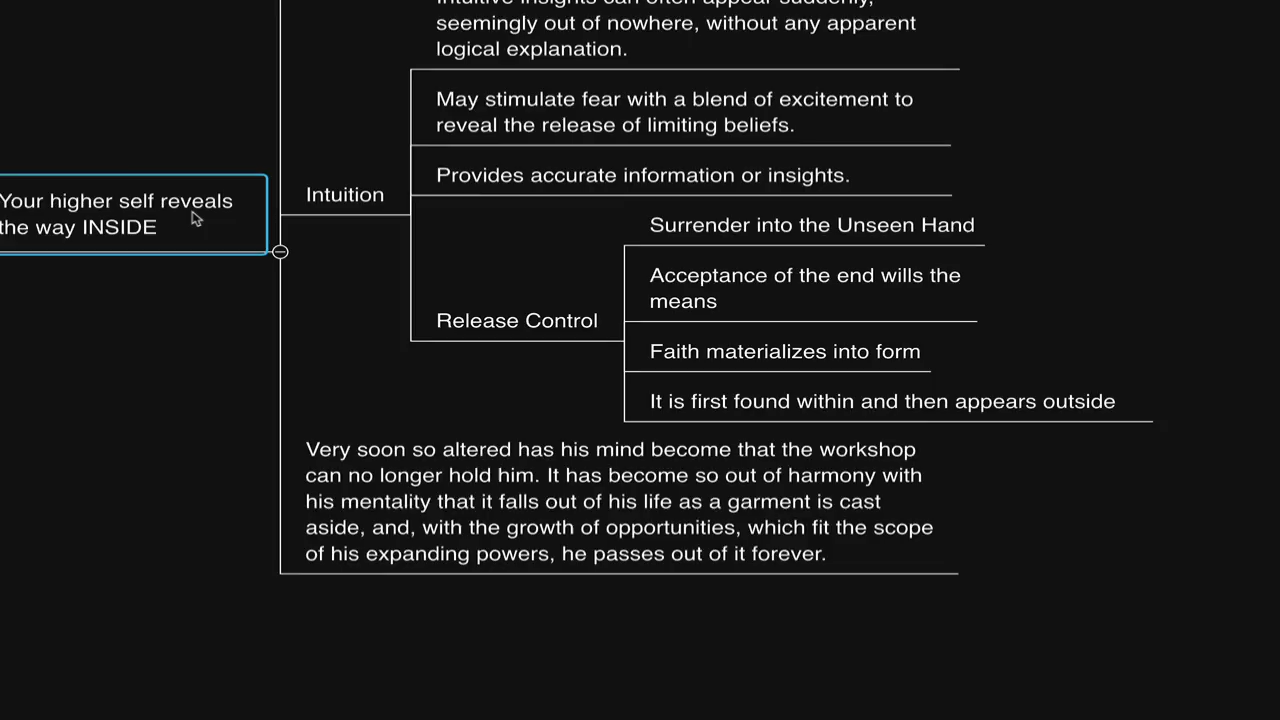 Intuitive insights can often appear suddenly,
seemingly out of nowhere, without any apparent
logical explanation.
May stimulate fear with a blend of excitement to
reveal the release of limiting beliefs.
Provides accurate information or insights.
Your higher self reveals
the way INSIDE
Intuition
Surrender into the Unseen Hand
Acceptance of the end wills the
means
Release Control
Faith materializes into form
It is first found within and then appears outside
Very soon so altered has his mind become that the workshop
can no longer hold him. It has become so out of harmony with
his mentality that it falls out of his life as a garment is cast
aside, and, with the growth of opportunities, which fit the scope
of his expanding powers, he passes out of it forever.